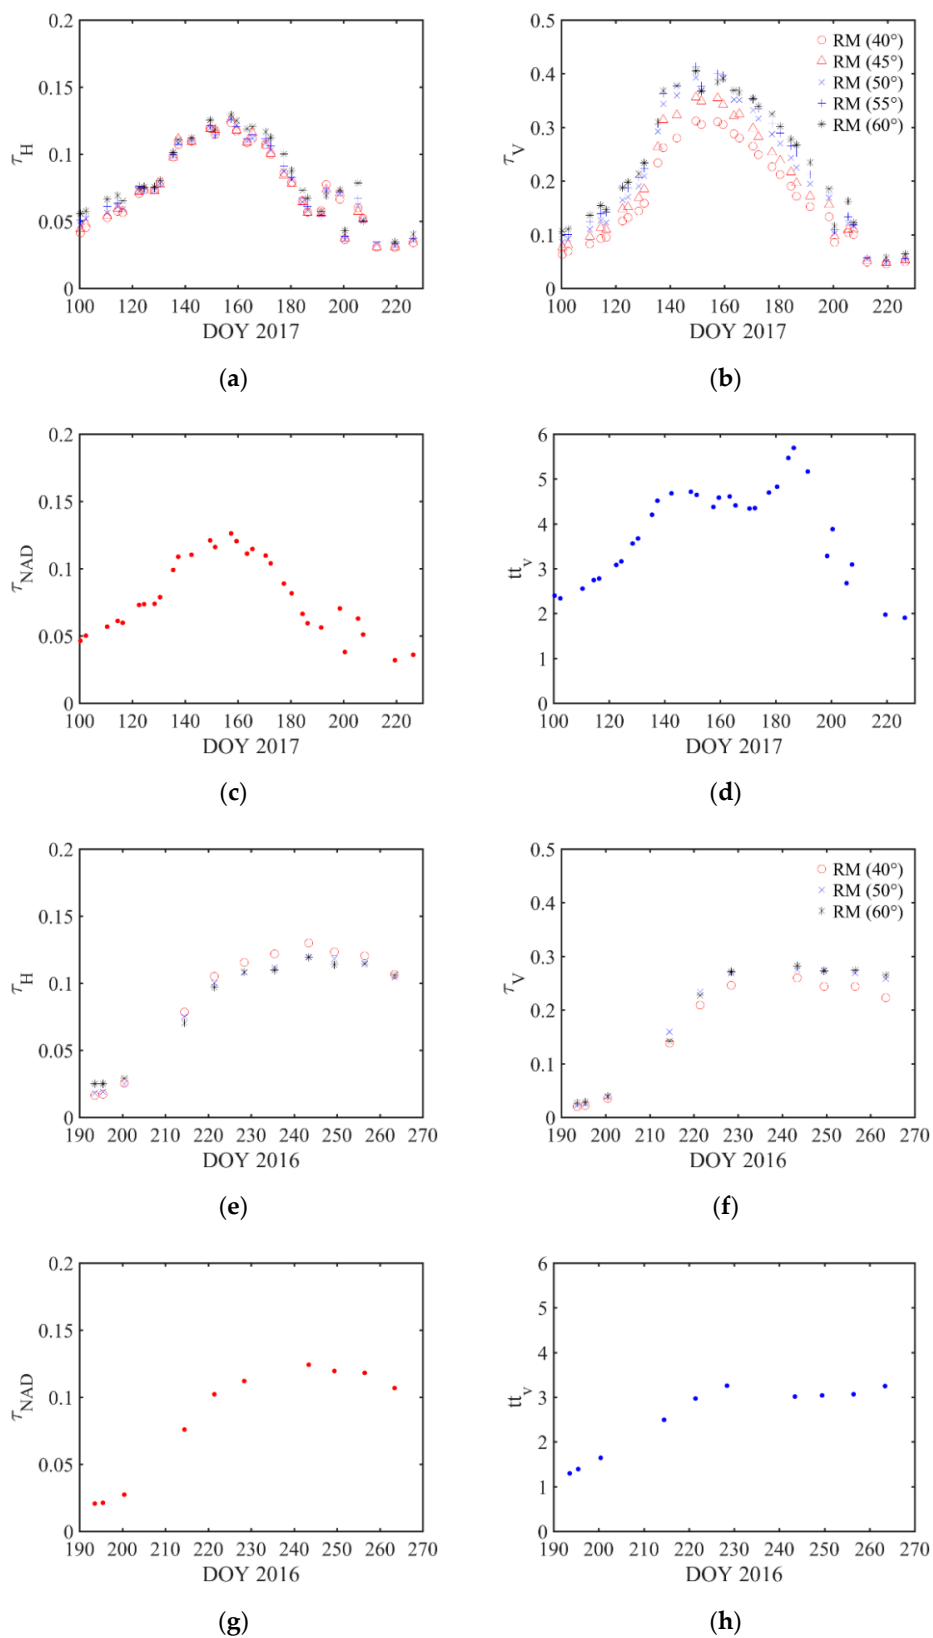 0.2
0.15
0.1
0.05
0
τH
100 120 140 160 180 200 220
DOY 2017
(a)
0.5
0.4
0.3
0.2
0.1
0
τV
RM (40°)
RM (45°)
RM (50°)
RM (55°)
RM (60°)
100 120 140 160 180 200 220
DOY 2017
(b)
0.2
0.15
0.1
0.05
0
τNAD
100 120 140 160 180 200 220
DOY 2017
(c)
6
5
4
3
2
1
0
ttv
100 120 140 160 180 200 220
DOY 2017
(d)
0.2
0.15
0.1
0.05
0
τH
190 200 210 220 230 240 250 260 270
DOY 2016
(e)
0.5
0.4
0.3
0.2
0.1
0
τV
RM (40°)
RM (50°)
RM (60°)
190 200 210 220 230 240 250 260 270
DOY 2016
(f)
0.2
0.15
0.1
0.05
0
τNAD
190 200 210 220 230 240 250 260 270
DOY 2016
(g)
6
5
4
3
2
1
0
ttv
190 200 210 220 230 240 250 260 270
DOY 2016
(h)